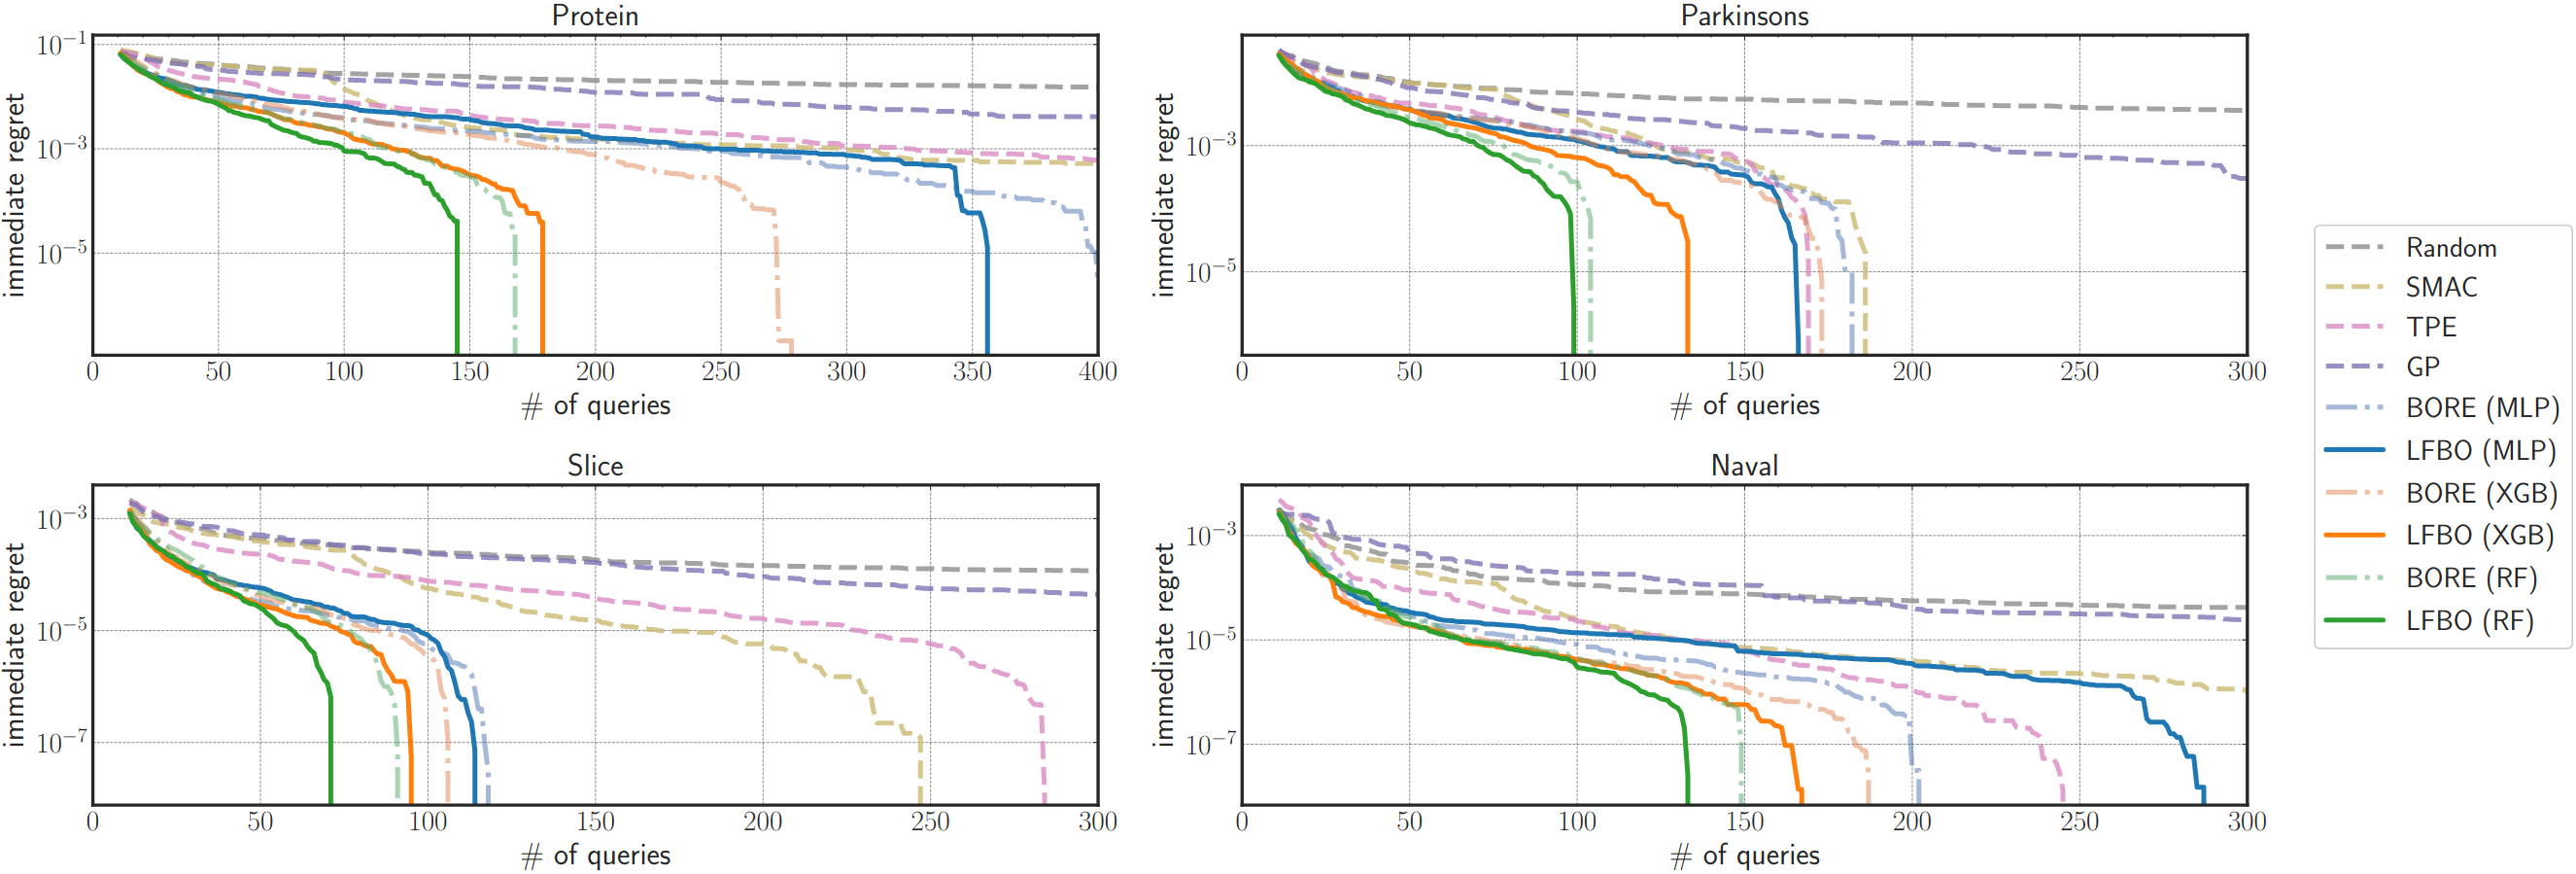 Protein
immediate regret
10−1
10−3
10−5
0 50 100 150 200 250 300 350 400
# of queries
Parkinsons
immediate regret
10−3
10−5
0 50 100 150 200 250 300
# of queries
Slice
immediate regret
10−3
10−5
10−7
0 50 100 150 200 250 300
# of queries
Naval
immediate regret
10−3
10−5
10−7
0 50 100 150 200 250 300
# of queries
Random
SMAC
TPE
GP
BORE (MLP)
LFBO (MLP)
BORE (XGB)
LFBO (XGB)
BORE (RF)
LFBO (RF)